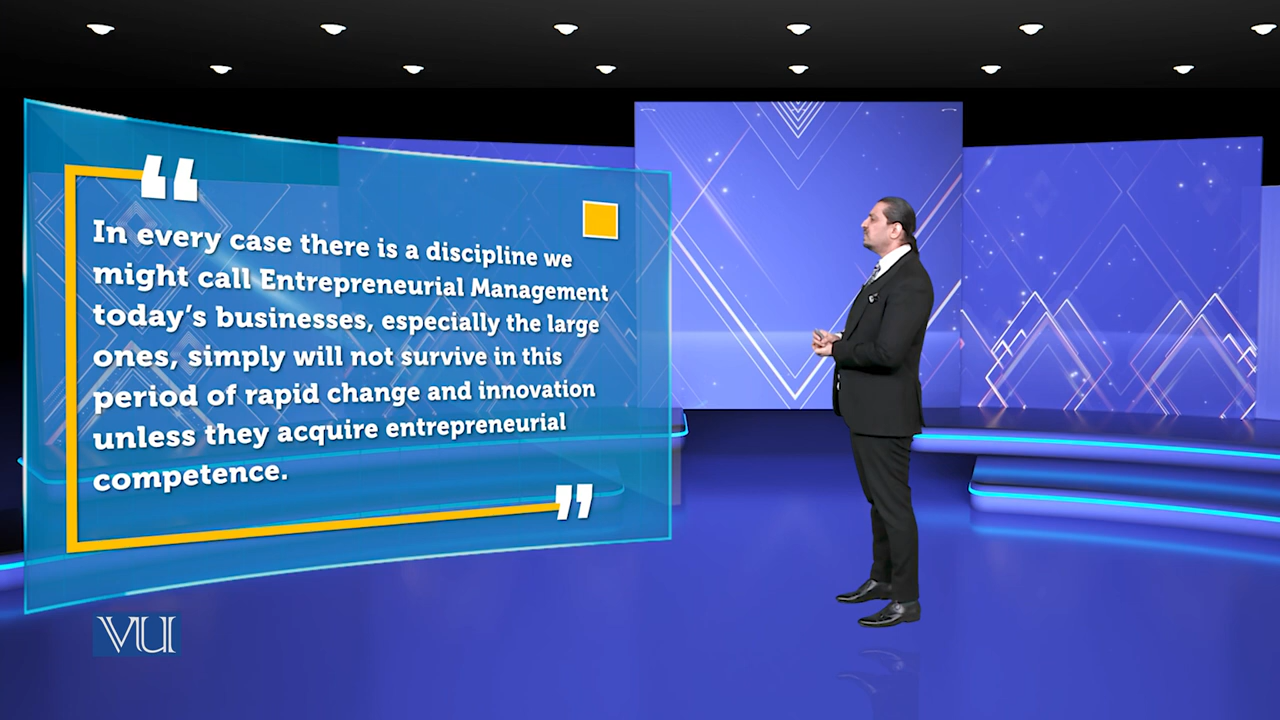 “
In every case there is a discipline we
might call Entrepreneurial Management
today’s businesses, especially the large
ones, simply will not survive in this
period of rapid change and innovation
unless they acquire entrepreneurial
competence.
”
VU